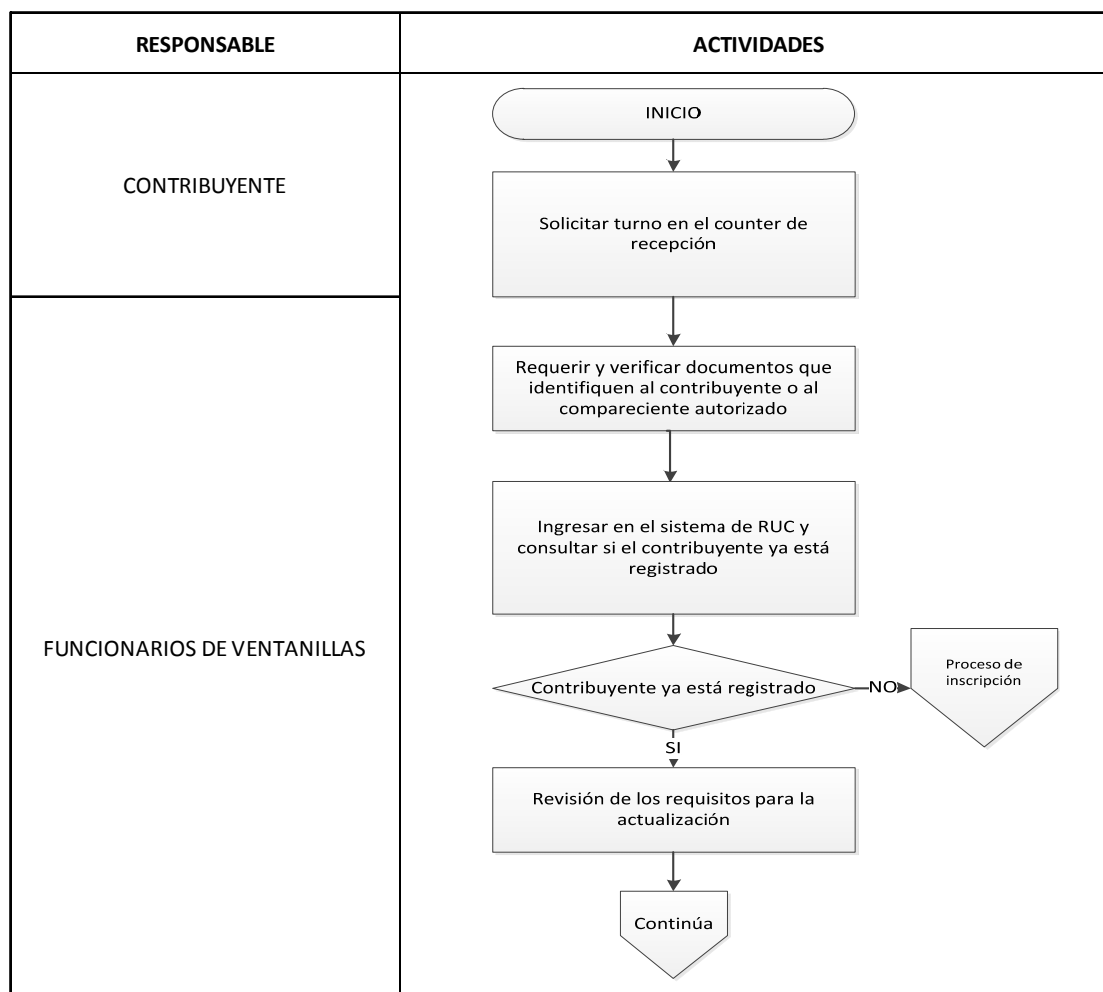 RESPONSABLE
ACTIVIDADES
CONTRIBUYENTE
INICIO
Solicitar turno en el counter de
recepción
FUNCIONARIOS DE VENTANILLAS
Requerir y verificar documentos que
identifiquen al contribuyente o al
compareciente autorizado
Ingresar en el sistema de RUC y
consultar si el contribuyente ya está
registrado
Contribuyente ya está registrado
NO
Proceso de
inscripción
SI
Revisión de los requisitos para la
actualización
Continúa